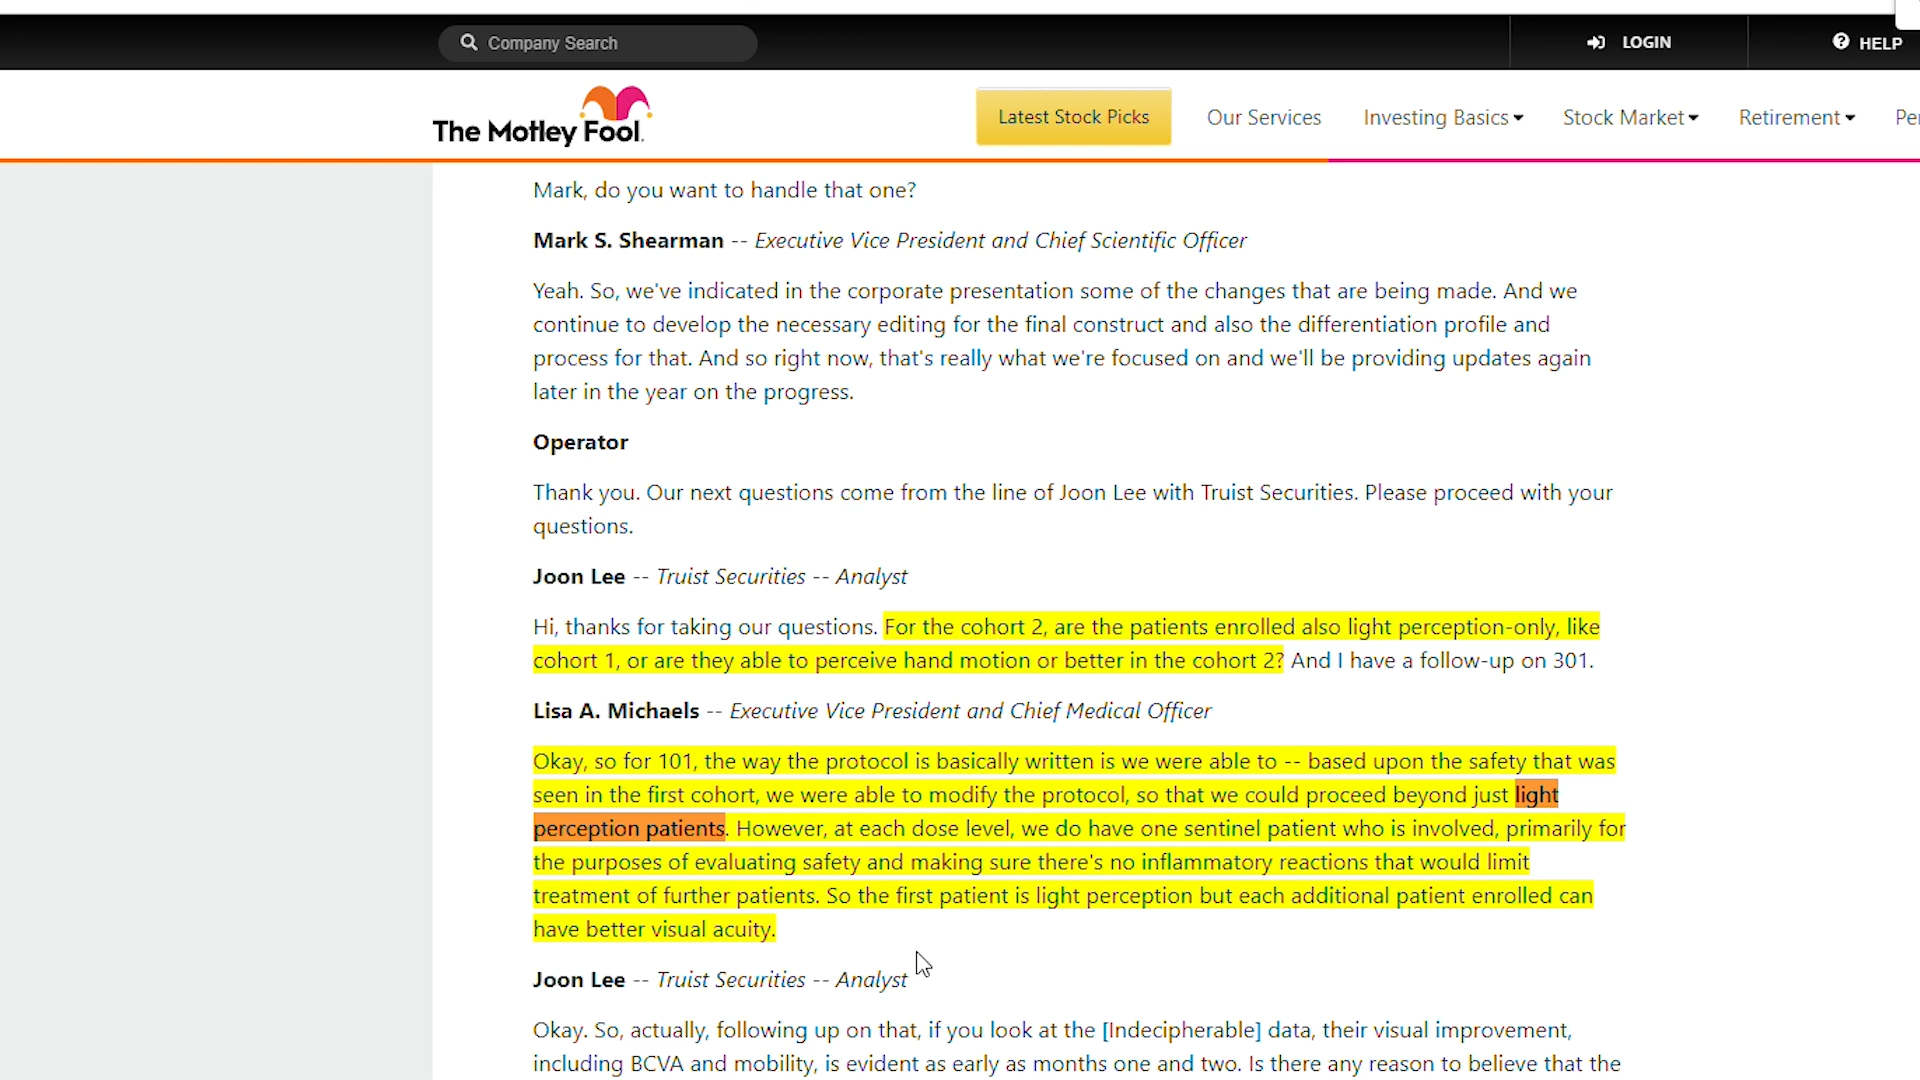 Company Search
LOGIN
HELP
The Motley Fool.
Latest Stock Picks
Our Services
Investing Basics
Stock Market
Retirement
Mark, do you want to handle that one?
Mark S. Shearman -- Executive Vice President and Chief Scientific Officer
Yeah. So, we've indicated in the corporate presentation some of the changes that are being made. And we
continue to develop the necessary editing for the final construct and also the differentiation profile and
process for that. And so right now, that's really what we're focused on and we'll be providing updates again
later in the year on the progress.
Operator
Thank you. Our next questions come from the line of Joon Lee with Truist Securities. Please proceed with your
questions.
Joon Lee -- Truist Securities -- Analyst
Hi, thanks for taking our questions. For the cohort 2, are the patients enrolled also light perception-only, like
cohort 1, or are they able to perceive hand motion or better in the cohort 2? And I have a follow-up on 301.
Lisa A. Michaels -- Executive Vice President and Chief Medical Officer
Okay, so for 101, the way the protocol is basically written is we were able to -- based upon the safety that was
seen in the first cohort, we were able to modify the protocol, so that we could proceed beyond just light
perception patients. However, at each dose level, we do have one sentinel patient who is involved, primarily for
the purposes of evaluating safety and making sure there's no inflammatory reactions that would limit
treatment of further patients. So the first patient is light perception but each additional patient enrolled can
have better visual acuity.
Joon Lee -- Truist Securities -- Analyst
Okay. So, actually, following up on that, if you look at the [Indecipherable] data, their visual improvement,
including BCVA and mobility, is evident as early as months one and two. Is there any reason to believe that the